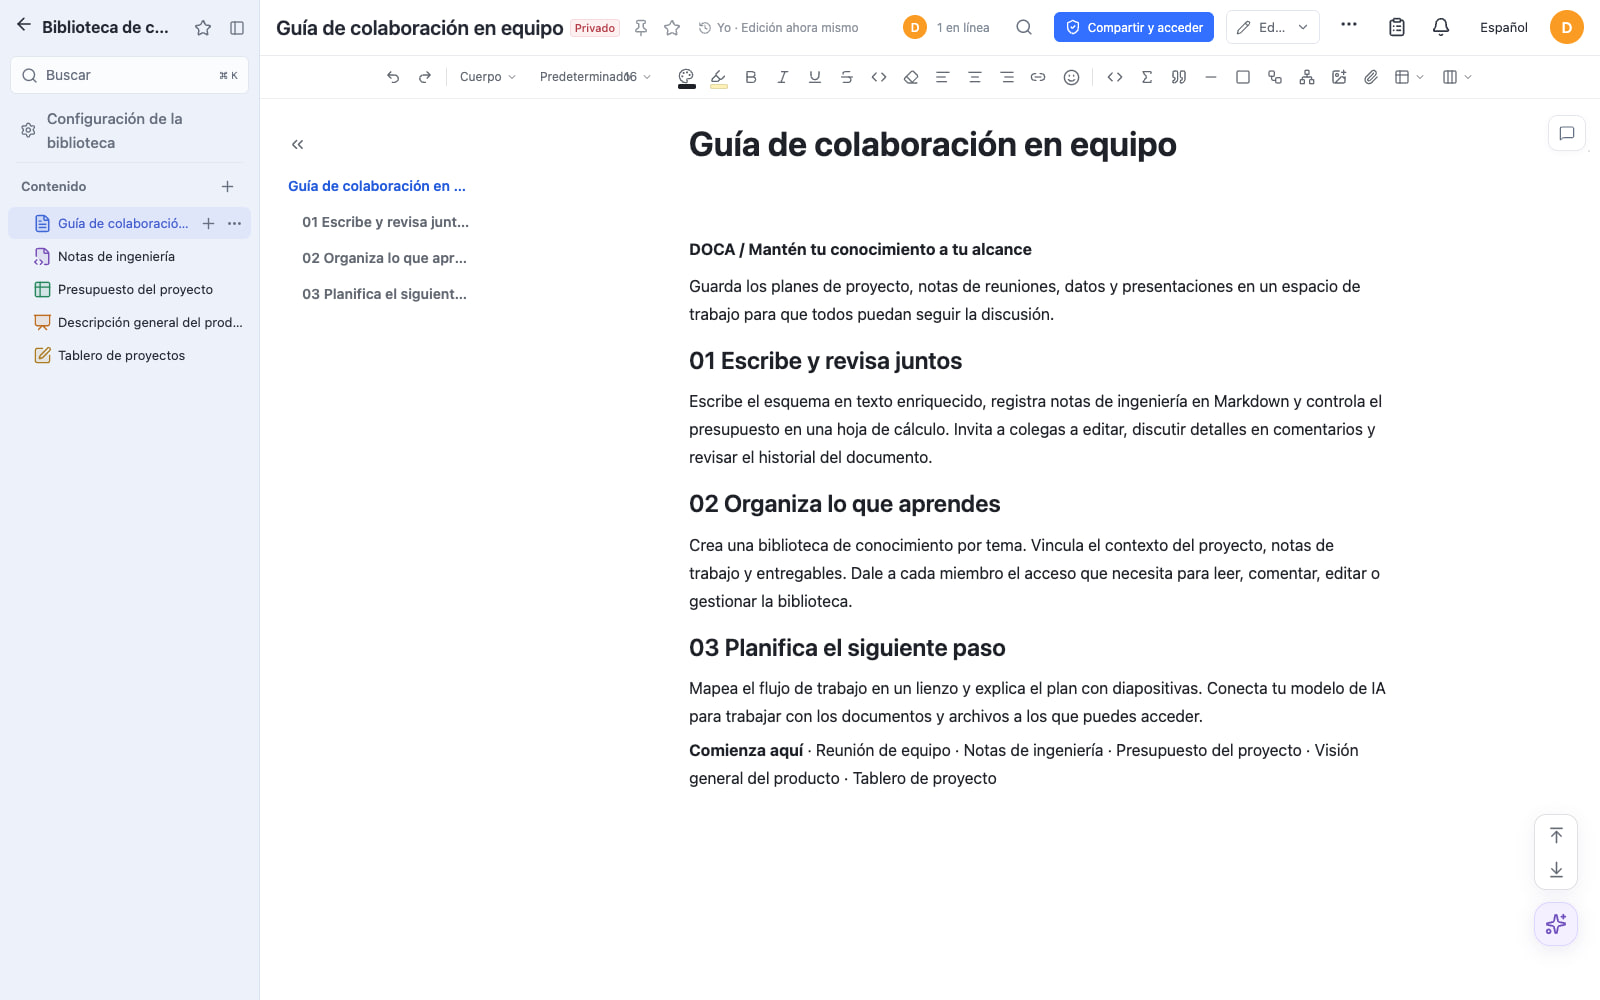 Biblioteca de c...
Buscar
⌘ K
Configuración de la
biblioteca
Contenido
Guía de colaboració...
Notas de ingeniería
Presupuesto del proyecto
Descripción general del prod...
Tablero de proyectos
Guía de colaboración en equipo
Privado
Yo · Edición ahora mismo
D
1 en línea
Compartir y acceder
Ed...
Español
D
Cuerpo
Predeterminado
16
Guía de colaboración en ...
01 Escribe y revisa junt...
02 Organiza lo que apr...
03 Planifica el siguient...
Guía de colaboración en equipo
DOCA / Mantén tu conocimiento a tu alcance
Guarda los planes de proyecto, notas de reuniones, datos y presentaciones en un espacio de
trabajo para que todos puedan seguir la discusión.
01 Escribe y revisa juntos
Escribe el esquema en texto enriquecido, registra notas de ingeniería en Markdown y controla el
presupuesto en una hoja de cálculo. Invita a colegas a editar, discutir detalles en comentarios y
revisar el historial del documento.
02 Organiza lo que aprendes
Crea una biblioteca de conocimiento por tema. Vincula el contexto del proyecto, notas de
trabajo y entregables. Dale a cada miembro el acceso que necesita para leer, comentar, editar o
gestionar la biblioteca.
03 Planifica el siguiente paso
Mapea el flujo de trabajo en un lienzo y explica el plan con diapositivas. Conecta tu modelo de IA
para trabajar con los documentos y archivos a los que puedes acceder.
Comienza aquí · Reunión de equipo · Notas de ingeniería · Presupuesto del proyecto · Visión
general del producto · Tablero de proyecto